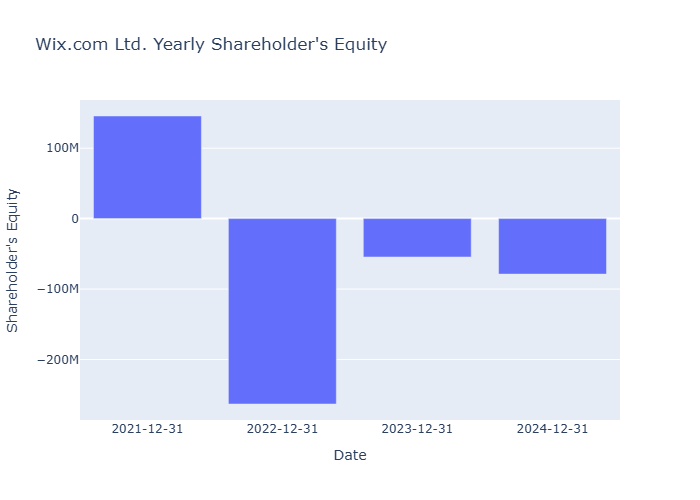 Wix.com Ltd. Yearly Shareholder's Equity
Shareholder's Equity
100M
0
−100M
−200M
2021-12-31
2022-12-31
2023-12-31
2024-12-31
Date